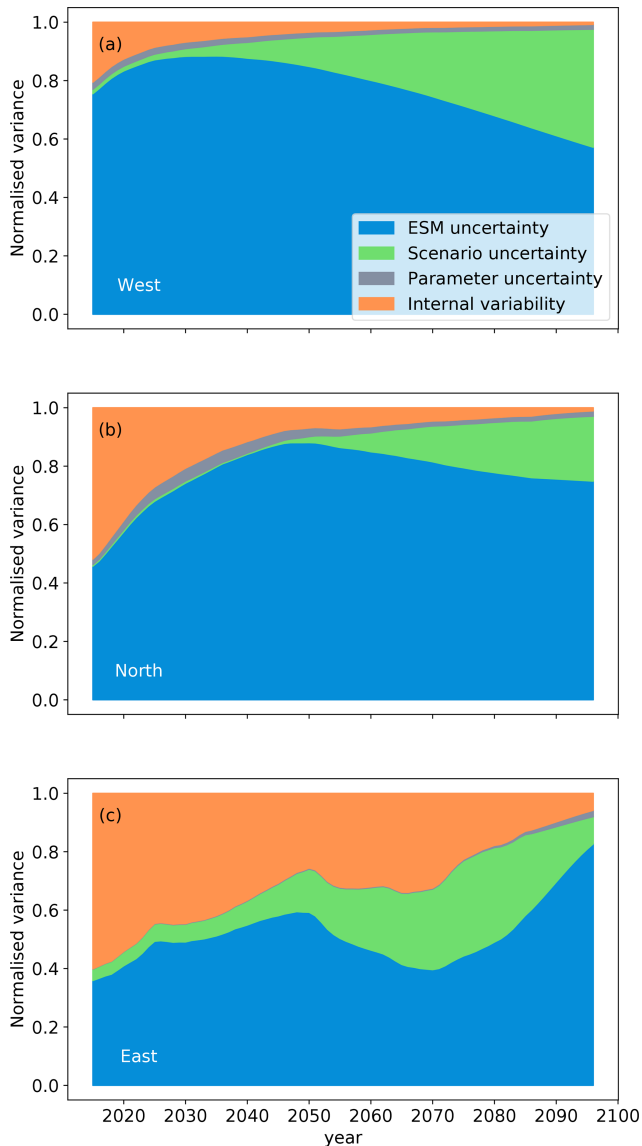 1.0
(a)
0.8
0.6
Normalised variance
0.4
ESM uncertainty
Scenario uncertainty
0.2
Parameter uncertainty
West
Internal variability
0.0
1.0
(b)
0.8
0.6
Normalised variance
0.4
0.2
North
0.0
1.0
(c)
0.8
0.6
Normalised variance
0.4
0.2
East
0.0
2020 2030 2040 2050 2060 2070 2080 2090 2100
year